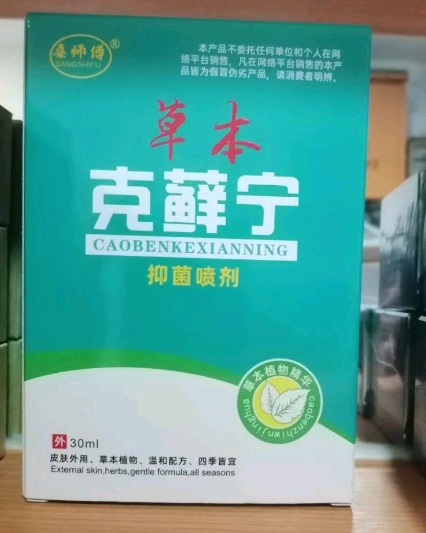 桑师傅®
SANGSHIFU
本产品不委托任何单位和个人在网
络平台销售，凡在网络平台销售的本产
品皆为假冒伪劣产品，请消费者明辨。
草本
克藓宁
CAOBENKEXIANNING
抑菌喷剂
草本植物精华
caobenzhiwujinghua
外 30ml
皮肤外用、草本植物、温和配方、四季皆宜
External skin,herbs,gentle formula,all seasons